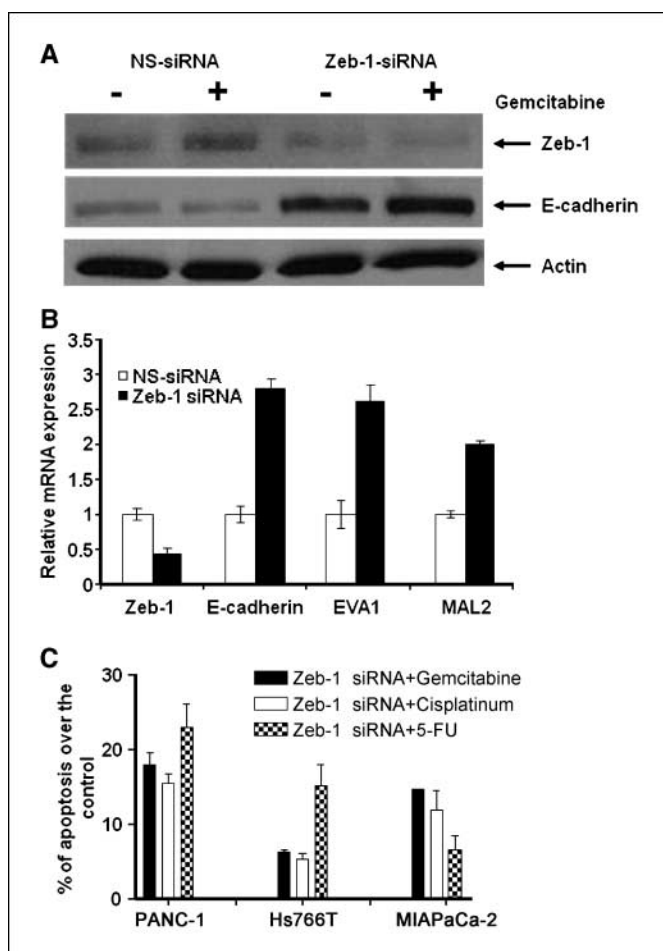 A
NS-siRNA Zeb-1-siRNA
- + - + Gemcitabine
Zeb-1
E-cadherin
Actin
B
Relative mRNA expression
3.5
3
2.5
2
1.5
1
0.5
0
NS-siRNA
Zeb-1 siRNA
Zeb-1 E-cadherin EVA1 MAL2
C
% of apoptosis over the
control
30
20
10
0
Zeb-1 siRNA+Gemcitabine
Zeb-1 siRNA+Cisplatinum
Zeb-1 siRNA+5-FU
PANC-1 Hs766T MIAPaCa-2